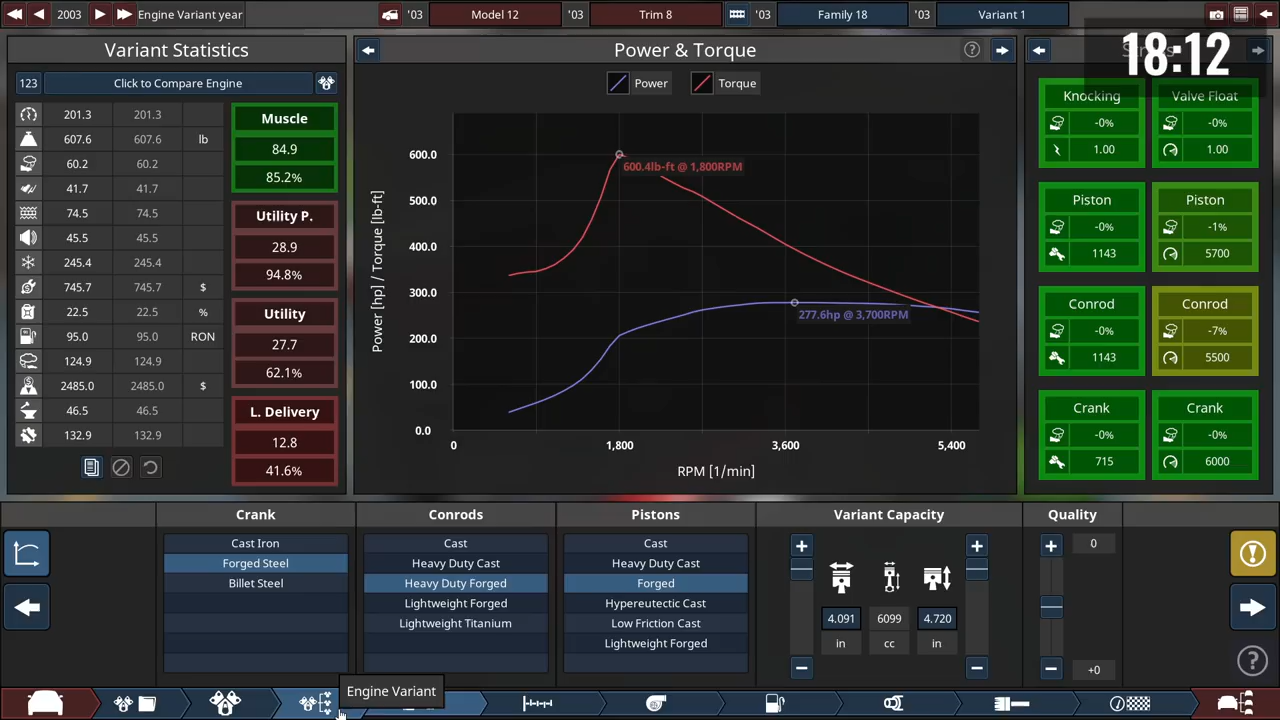 2003 Engine Variant year '03 Model 12 '03 Trim 8 '03 Family 18 '03 Variant 1
18:12
Variant Statistics
123 Click to Compare Engine
201.3 201.3
607.6 607.6 lb
60.2 60.2
41.7 41.7
74.5 74.5
45.5 45.5
245.4 245.4
745.7 745.7 $
22.5 22.5 %
95.0 95.0 RON
124.9 124.9
2485.0 2485.0 $
46.5 46.5
132.9 132.9
Muscle
84.9
85.2%
Utility P.
28.9
94.8%
Utility
27.7
62.1%
L. Delivery
12.8
41.6%
Power & Torque
Power Torque
Power [hp] / Torque [lb-ft]
600.0
500.0
400.0
300.0
200.0
100.0
0.0
600.4lb-ft @ 1,800RPM
277.6hp @ 3,700RPM
0 1,800 3,600 5,400
RPM [1/min]
Knocking
-0%
1.00
Valve Float
-0%
1.00
Piston
-0%
1143
Piston
-1%
5700
Conrod
-0%
1143
Conrod
-7%
5500
Crank
-0%
715
Crank
-0%
6000
Crank
Cast Iron
Forged Steel
Billet Steel
Conrods
Cast
Heavy Duty Cast
Heavy Duty Forged
Lightweight Forged
Lightweight Titanium
Pistons
Cast
Heavy Duty Cast
Forged
Hypereutectic Cast
Low Friction Cast
Lightweight Forged
Variant Capacity
4.091 6099 4.720
in cc in
Quality
0
+0
Engine Variant